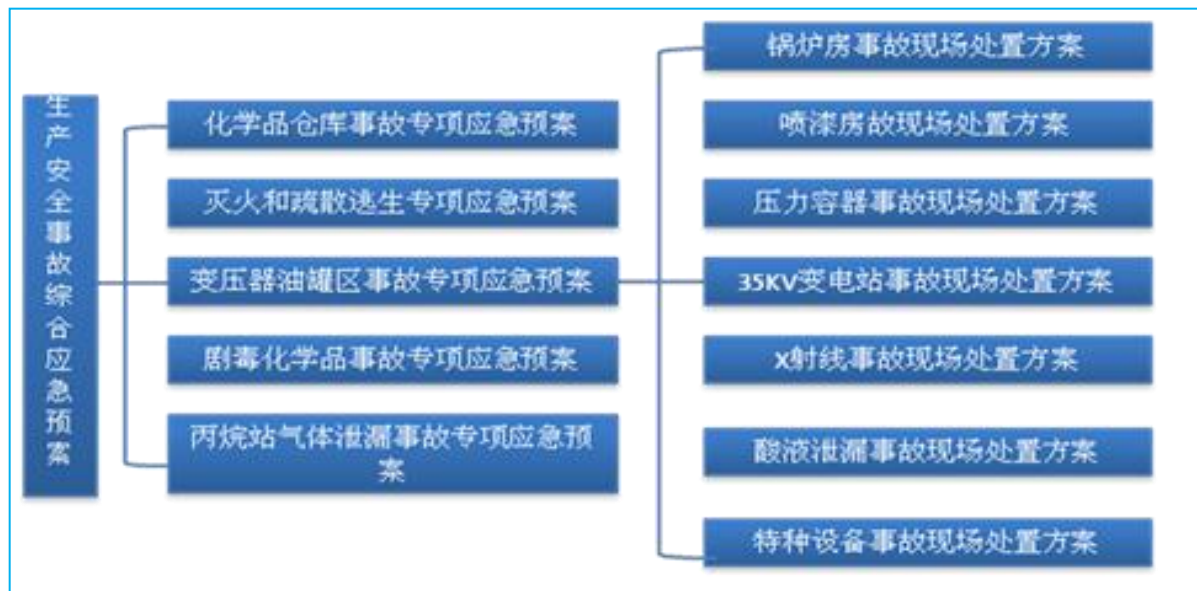 生产安全事故综合应急预案
化学品仓库事故专项应急预案
灭火和疏散逃生专项应急预案
变压器油罐区事故专项应急预案
剧毒化学品事故专项应急预案
丙烷站气体泄漏事故专项应急预
案
锅炉房事故现场处置方案
喷漆房故现场处置方案
压力容器事故现场处置方案
35KV变电站事故现场处置方案
X射线事故现场处置方案
酸液泄漏事故现场处置方案
特种设备事故现场处置方案